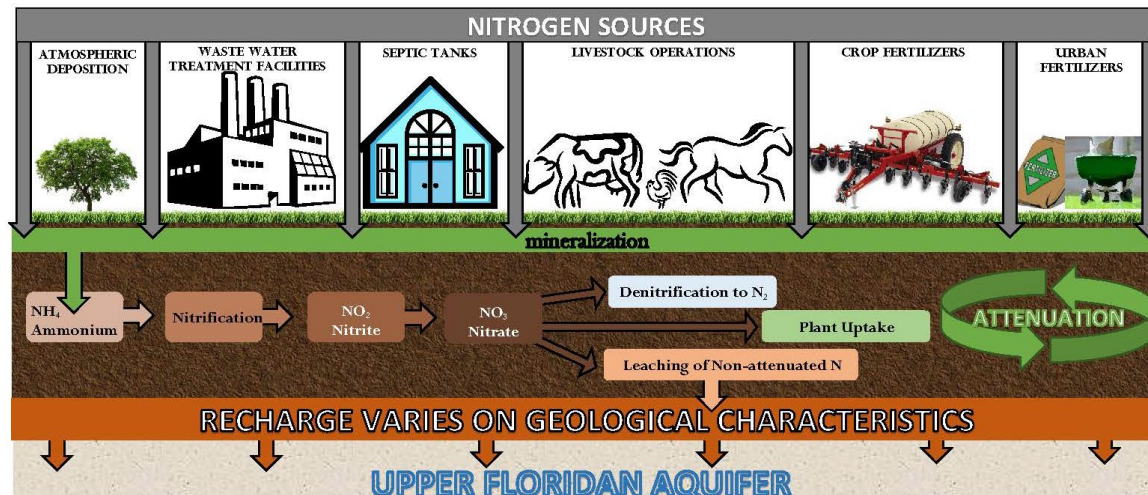 NITROGEN SOURCES
ATMOSPHERIC
DEPOSITION
WASTE WATER
TREATMENT FACILITIES
SEPTIC TANKS
LIVESTOCK OPERATIONS
CROP FERTILIZERS
URBAN
FERTILIZERS
FERTILIZER
mineralization
NH₄
Ammonium
Nitrification
NO₂
Nitrite
NO₃
Nitrate
Denitrification to N₂
Plant Uptake
Leaching of Non-attenuated N
ATTENUATION
RECHARGE VARIES ON GEOLOGICAL CHARACTERISTICS
UPPER FLORIDAN AQUIFER